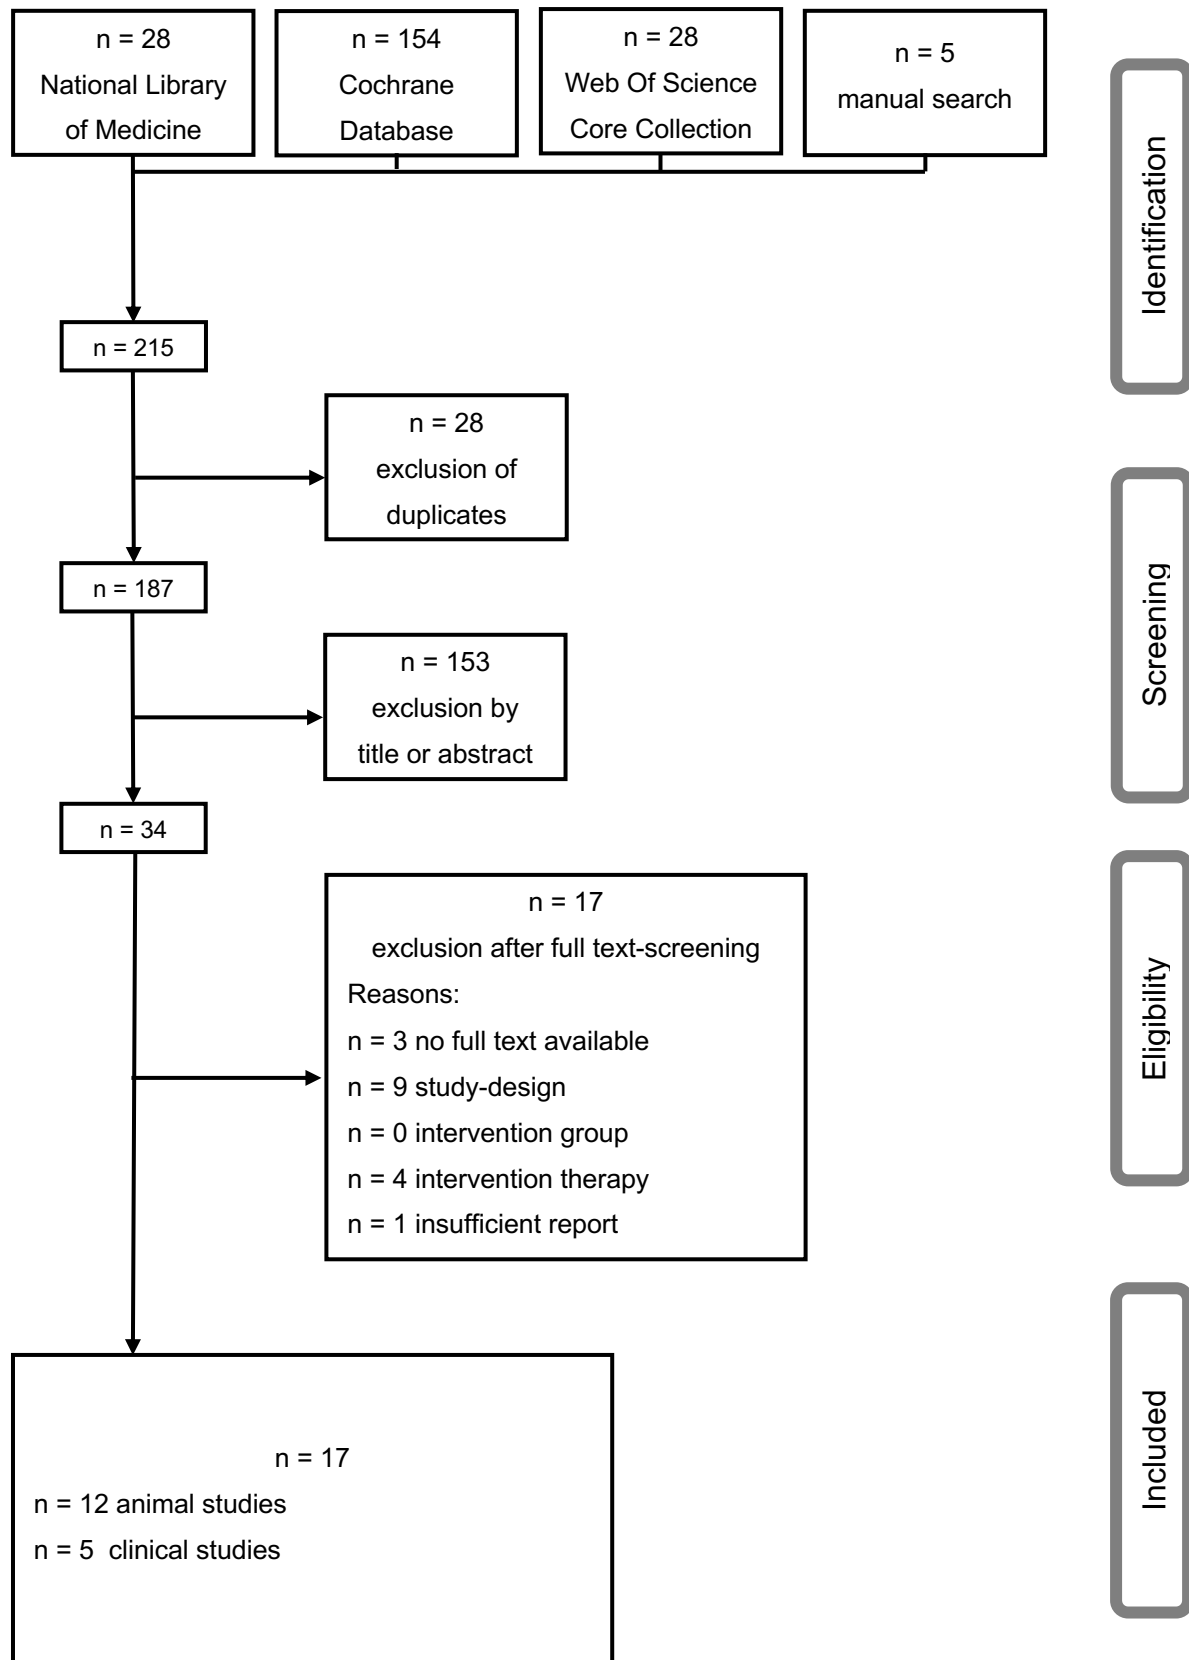 n = 28
National Library
of Medicine
n = 154
Cochrane
Database
n = 28
Web Of Science
Core Collection
n = 5
manual search
Identification
n = 215
n = 28
exclusion of
duplicates
n = 187
Screening
n = 153
exclusion by
title or abstract
n = 34
n = 17
exclusion after full text-screening
Reasons:
n = 3 no full text available
n = 9 study-design
n = 0 intervention group
n = 4 intervention therapy
n = 1 insufficient report
Eligibility
n = 17
n = 12 animal studies
n = 5  clinical studies
Included